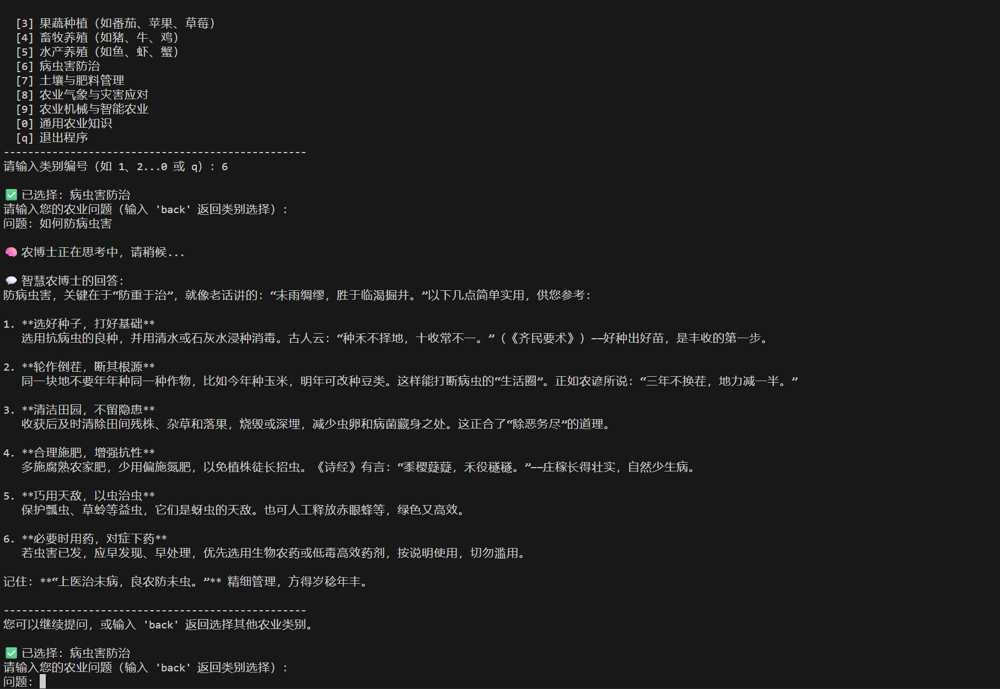 [3] 果蔬种植（如番茄、苹果、草莓）
[4] 畜牧养殖（如猪、牛、鸡）
[5] 水产养殖（如鱼、虾、蟹）
[6] 病虫害防治
[7] 土壤与肥料管理
[8] 农业气象与灾害应对
[9] 农业机械与智能农业
[0] 通用农业知识
[q] 退出程序
--------------------------------------------------
请输入类别编号（如 1、2...0 或 q）: 6
✅ 已选择: 病虫害防治
请输入您的农业问题（输入 'back' 返回类别选择）:
问题: 如何防病虫害
🧠 农博士正在思考中，请稍候...
💬 智慧农博士的回答:
防病虫害，关键在于“防重于治”，就像老话讲的：“未雨绸缪，胜于临渴掘井。”以下几点简单实用，供您参考：
1. **选好种子，打好基础**
选用抗病虫的良种，并用清水或石灰水浸种消毒。古人云：“种禾不择地，十收常不一。”（《齐民要术》）——好种出好苗，是丰收的第一步。
2. **轮作倒茬，断其根源**
同一块地不要年年种同一种作物，比如今年种玉米，明年可改种豆类。这样能打断病虫的“生活圈”。正如农谚所说：“三年不换茬，地力减一半。”
3. **清洁田园，不留隐患**
收获后及时清除田间残株、杂草和落果，烧毁或深埋，减少虫卵和病菌藏身之处。这正合了“除恶务尽”的道理。
4. **合理施肥，增强抗性**
多施腐熟农家肥，少用偏施氮肥，以免植株徒长招虫。《诗经》有言：“黍稷薿薿，禾役穟穟。”——庄稼长得壮实，自然少生病。
5. **巧用天敌，以虫治虫**
保护瓢虫、草蛉等益虫，它们是蚜虫的天敌。也可人工释放赤眼蜂等，绿色又高效。
6. **必要时用药，对症下药**
若虫害已发，应早发现、早处理，优先选用生物农药或低毒高效药剂，按说明使用，切勿滥用。
记住：**“上医治未病，良农防未虫。”** 精细管理，方得岁稔年丰。
--------------------------------------------------
您可以继续提问，或输入 'back' 返回选择其他农业类别。
✅ 已选择: 病虫害防治
请输入您的农业问题（输入 'back' 返回类别选择）:
问题: